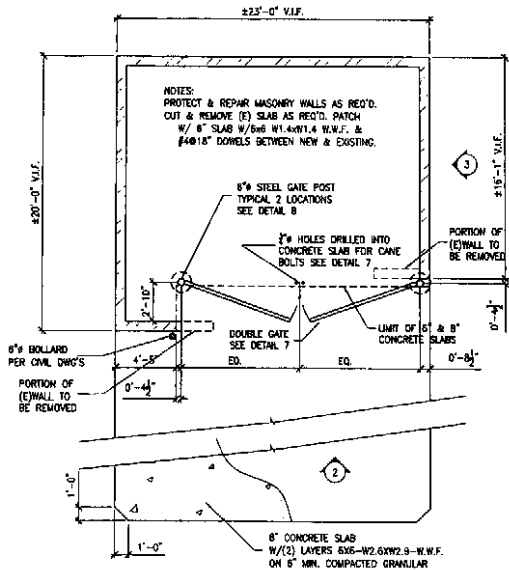 ±23'-0" V.I.F.
NOTES:
PROTECT & REPAIR MASONRY WALLS AS REQ'D.
CUT & REMOVE (E) SLAB AS REQ'D. PATCH
W/ 6" SLAB W/6x6 W1.4xW1.4 W.W.F. &
#4@18" DOWELS BETWEEN NEW & EXISTING.
±20'-0" V.I.F.
±16'-1" V.I.F.
3
6"ø STEEL GATE POST
TYPICAL 2 LOCATIONS
SEE DETAIL 8
HOLES DRILLED INTO
CONCRETE SLAB FOR CANE
BOLTS SEE DETAIL 7
PORTION OF
(E)WALL TO
BE REMOVED
2'-10"
0'-4½"
DOUBLE GATE
SEE DETAIL 7
LIMIT OF & 8"
CONCRETE SLABS
6"ø BOLLARD
PER CIVIL DWG'S
4'-5"
EQ.
EQ.
0'-8½"
PORTION OF
(E)WALL TO
BE REMOVED
0'-4½"
2
1'-0"
1'-0"
8" CONCRETE SLAB
W/(2) LAYERS 6X6-W2.9XW2.9-W.W.F.
ON 6" MIN. COMPACTED GRANULAR